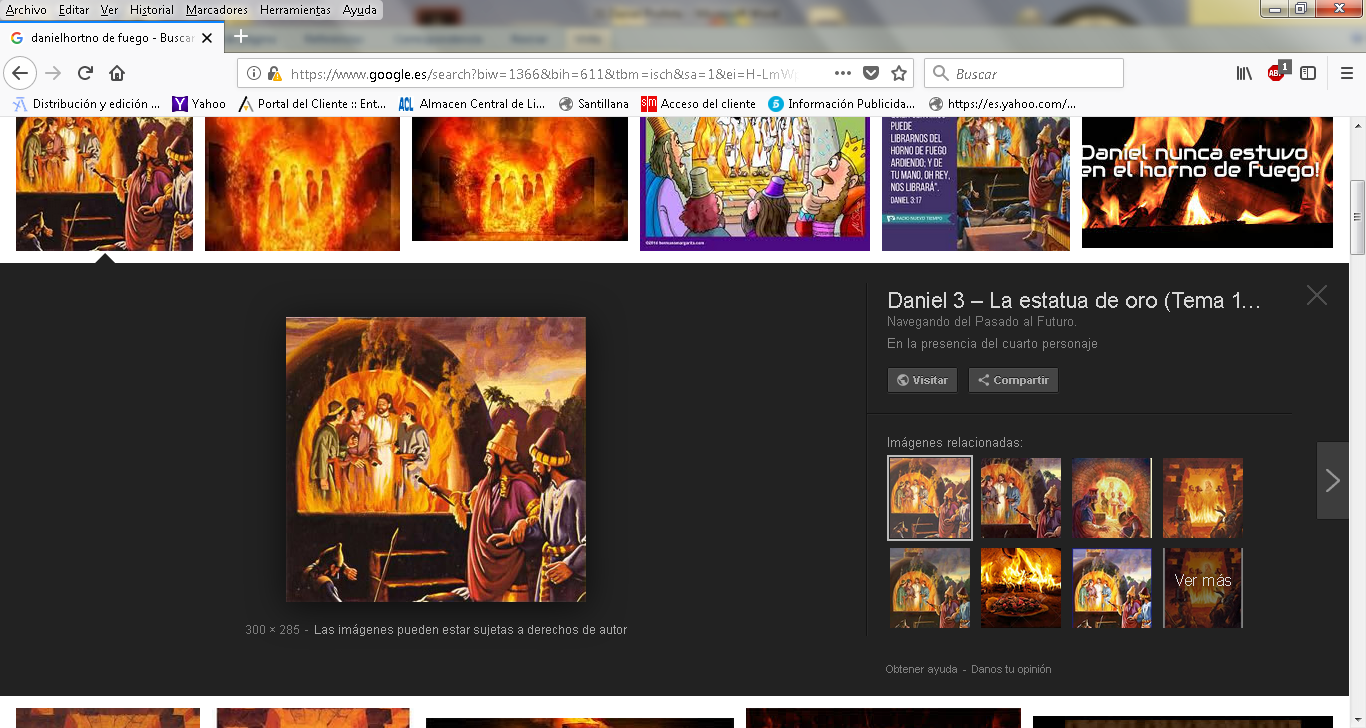 Archivo Editar Ver Historial Marcadores Herramientas Ayuda
danielhortno de fuego - Buscar
https://www.google.es/search?biw=1366&bih=611&tbm=isch&sa=1&ei=H-LmW
Buscar
1
Distribución y edición ... Yahoo Portal del Cliente :: Ent... Almacen Central de Li... Santillana Acceso del cliente Información Publicida... https://es.yahoo.com/...
PUEDE
LIBRARNOS DEL
HORNO DE FUEGO
ARDIENDO; Y DE
TU MANO, OH REY,
NOS LIBRARÁ".
DANIEL 3:17
RADIO NUEVO TIEMPO
Daniel nunca estuvo
en el horno de fuego!
Daniel 3 – La estatua de oro (Tema 1...
Navegando del Pasado al Futuro.
En la presencia del cuarto personaje
Visitar Compartir
Imágenes relacionadas:
Ver más
300 × 285 - Las imágenes pueden estar sujetas a derechos de autor
Obtener ayuda - Danos tu opinión